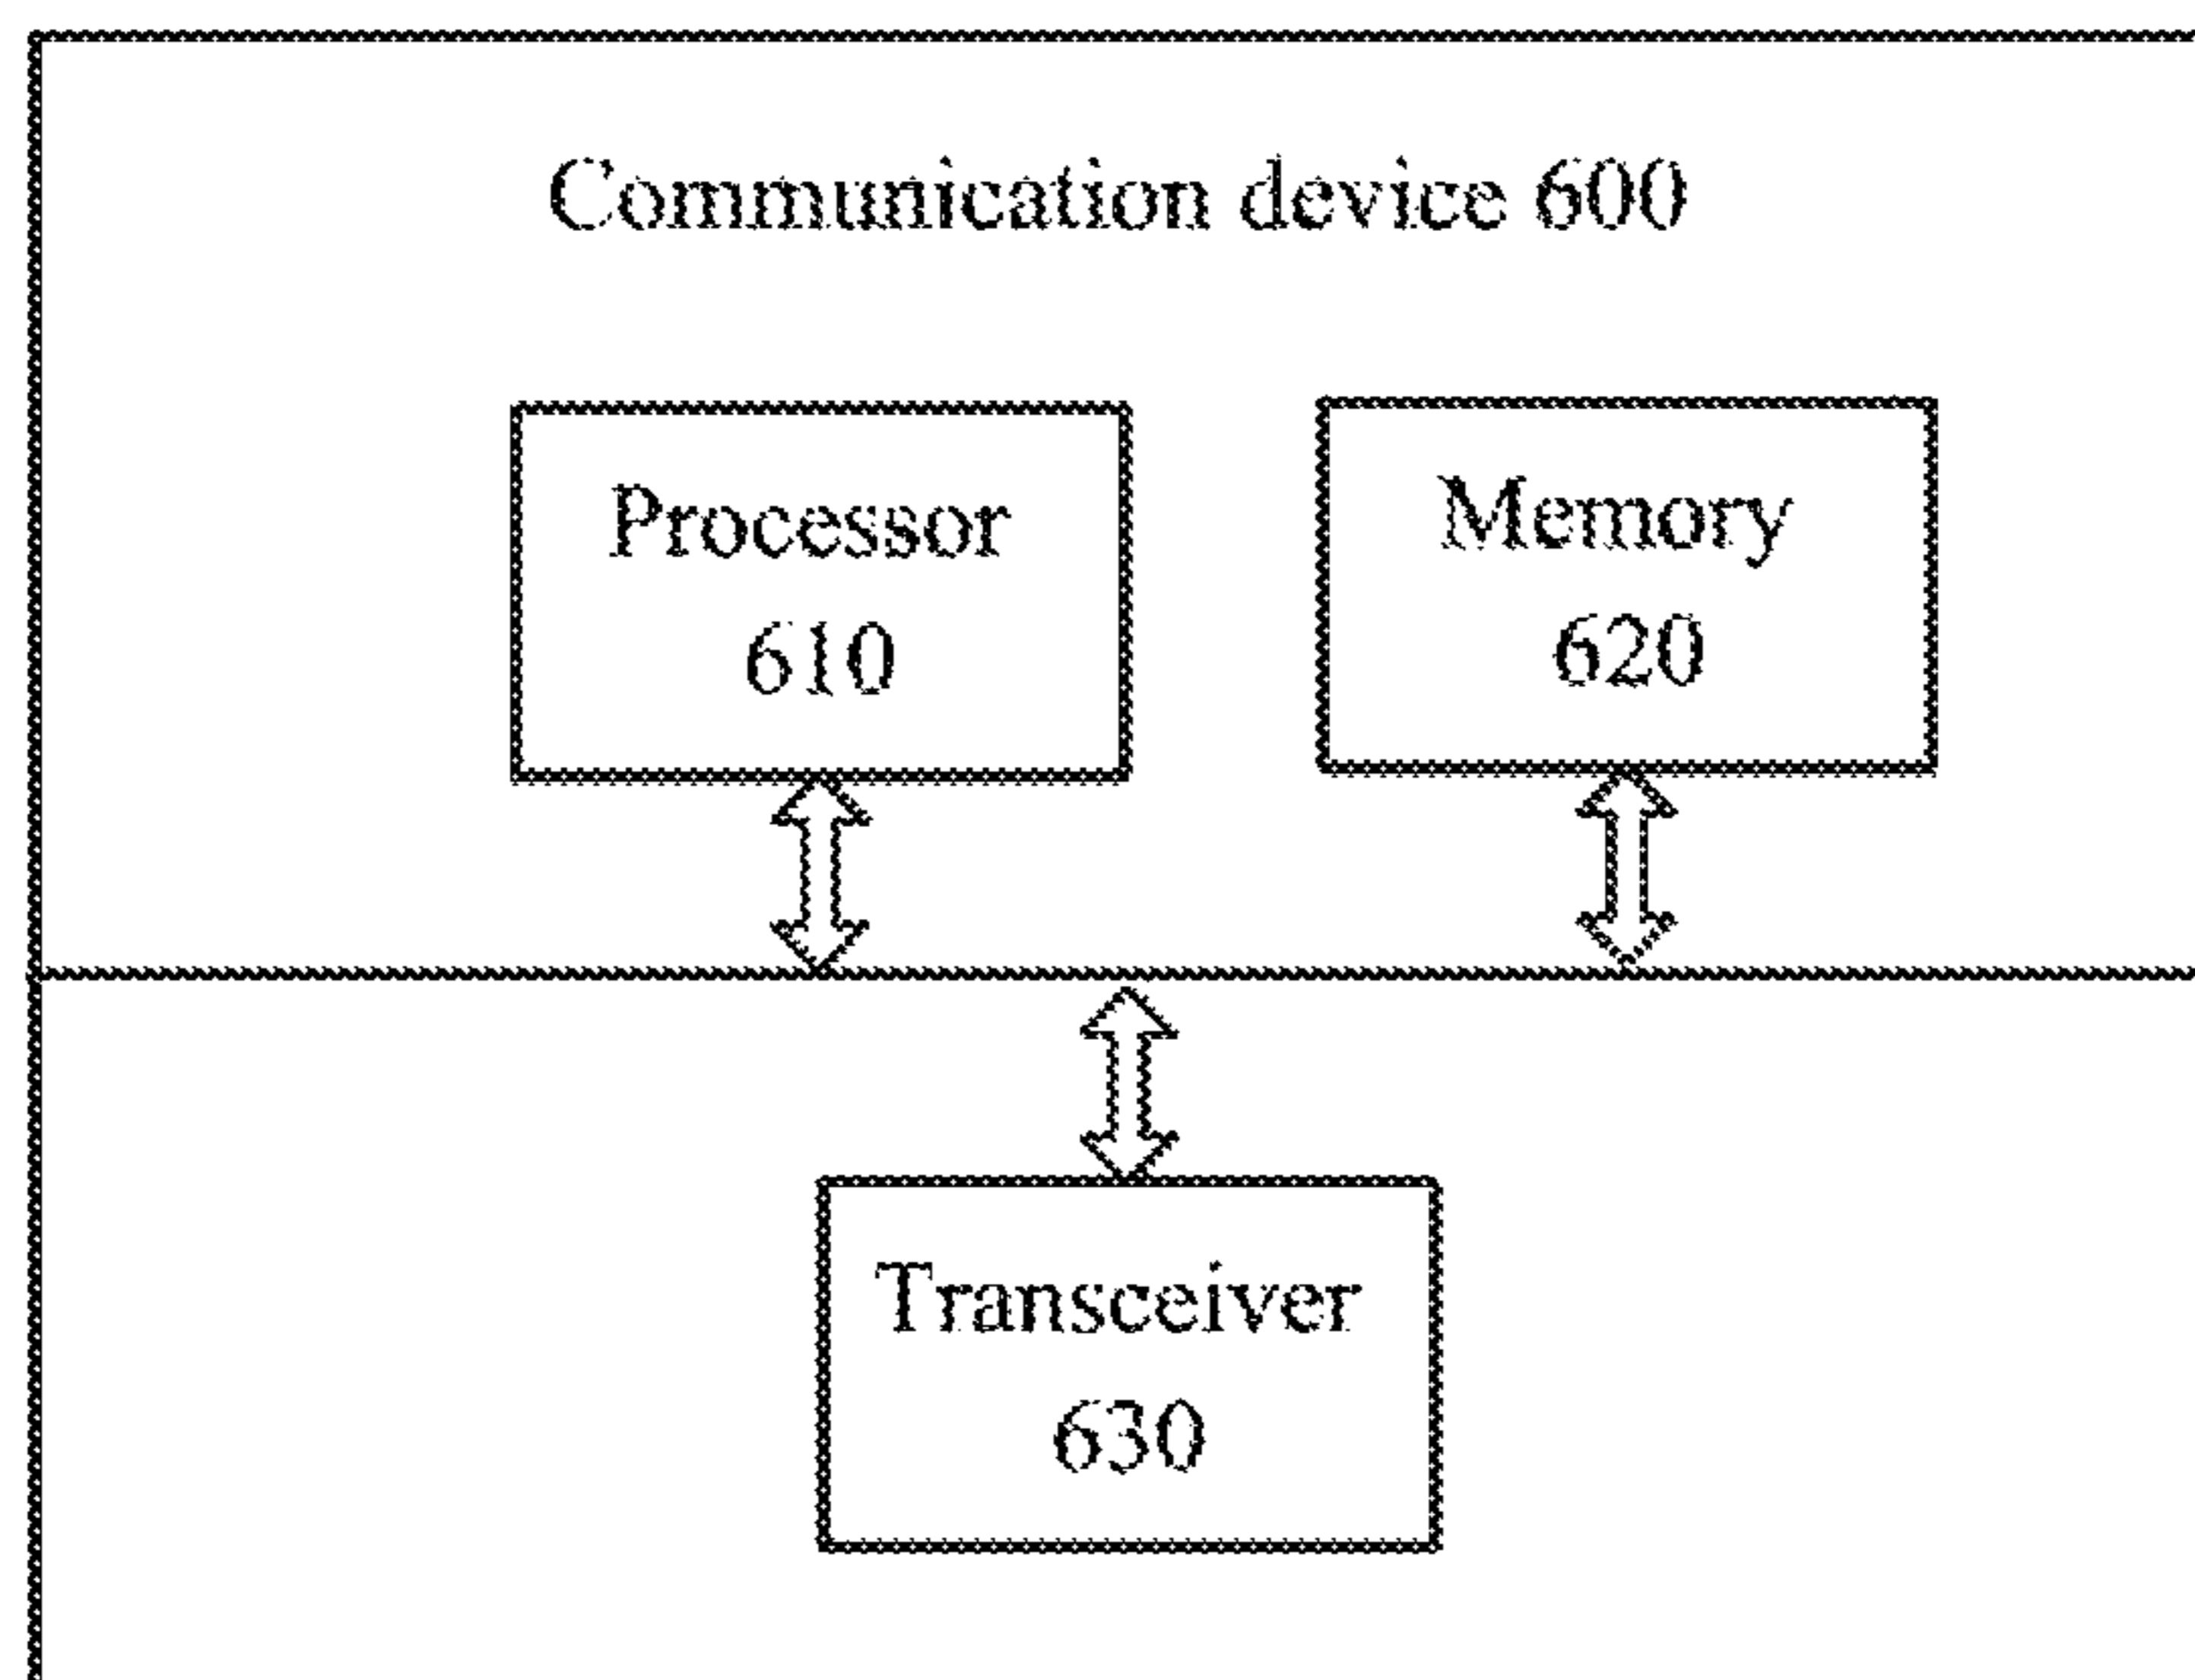 Communication device 600
Processor
610
Memory
620
Transceiver
630